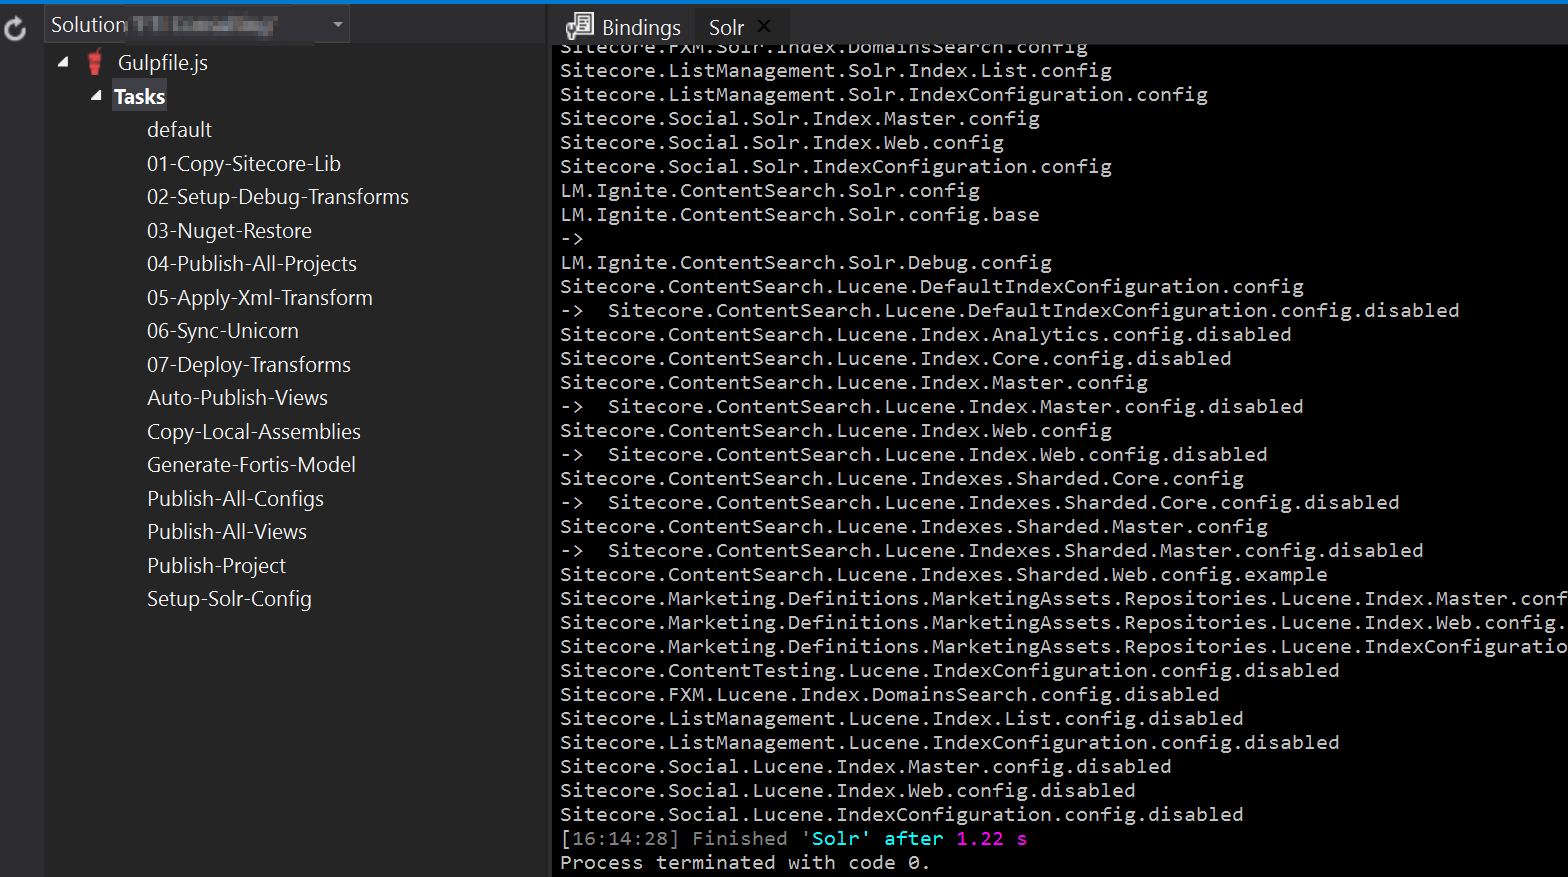 Solution
Gulpfile.js
Tasks
default
01-Copy-Sitecore-Lib
02-Setup-Debug-Transforms
03-Nuget-Restore
04-Publish-All-Projects
05-Apply-Xml-Transform
06-Sync-Unicorn
07-Deploy-Transforms
Auto-Publish-Views
Copy-Local-Assemblies
Generate-Fortis-Model
Publish-All-Configs
Publish-All-Views
Publish-Project
Setup-Solr-Config
Bindings
Solr
Sitecore.FXM.Solr.Index.DomainsSearch.config
Sitecore.ListManagement.Solr.Index.List.config
Sitecore.ListManagement.Solr.IndexConfiguration.config
Sitecore.Social.Solr.Index.Master.config
Sitecore.Social.Solr.Index.Web.config
Sitecore.Social.Solr.IndexConfiguration.config
LM.Ignite.ContentSearch.Solr.config
LM.Ignite.ContentSearch.Solr.config.base
->
LM.Ignite.ContentSearch.Solr.Debug.config
Sitecore.ContentSearch.Lucene.DefaultIndexConfiguration.config
-> Sitecore.ContentSearch.Lucene.DefaultIndexConfiguration.config.disabled
Sitecore.ContentSearch.Lucene.Index.Analytics.config.disabled
Sitecore.ContentSearch.Lucene.Index.Core.config.disabled
Sitecore.ContentSearch.Lucene.Index.Master.config
-> Sitecore.ContentSearch.Lucene.Index.Master.config.disabled
Sitecore.ContentSearch.Lucene.Index.Web.config
-> Sitecore.ContentSearch.Lucene.Index.Web.config.disabled
Sitecore.ContentSearch.Lucene.Indexes.Sharded.Core.config
-> Sitecore.ContentSearch.Lucene.Indexes.Sharded.Core.config.disabled
Sitecore.ContentSearch.Lucene.Indexes.Sharded.Master.config
-> Sitecore.ContentSearch.Lucene.Indexes.Sharded.Master.config.disabled
Sitecore.ContentSearch.Lucene.Indexes.Sharded.Web.config.example
Sitecore.Marketing.Definitions.MarketingAssets.Repositories.Lucene.Index.Master.conf
Sitecore.Marketing.Definitions.MarketingAssets.Repositories.Lucene.Index.Web.config.
Sitecore.Marketing.Definitions.MarketingAssets.Repositories.Lucene.IndexConfiguratio
Sitecore.ContentTesting.Lucene.IndexConfiguration.config.disabled
Sitecore.FXM.Lucene.Index.DomainsSearch.config.disabled
Sitecore.ListManagement.Lucene.Index.List.config.disabled
Sitecore.ListManagement.Lucene.IndexConfiguration.config.disabled
Sitecore.Social.Lucene.Index.Master.config.disabled
Sitecore.Social.Lucene.Index.Web.config.disabled
Sitecore.Social.Lucene.IndexConfiguration.config.disabled
[16:14:28] Finished 'Solr' after 1.22 s
Process terminated with code 0.